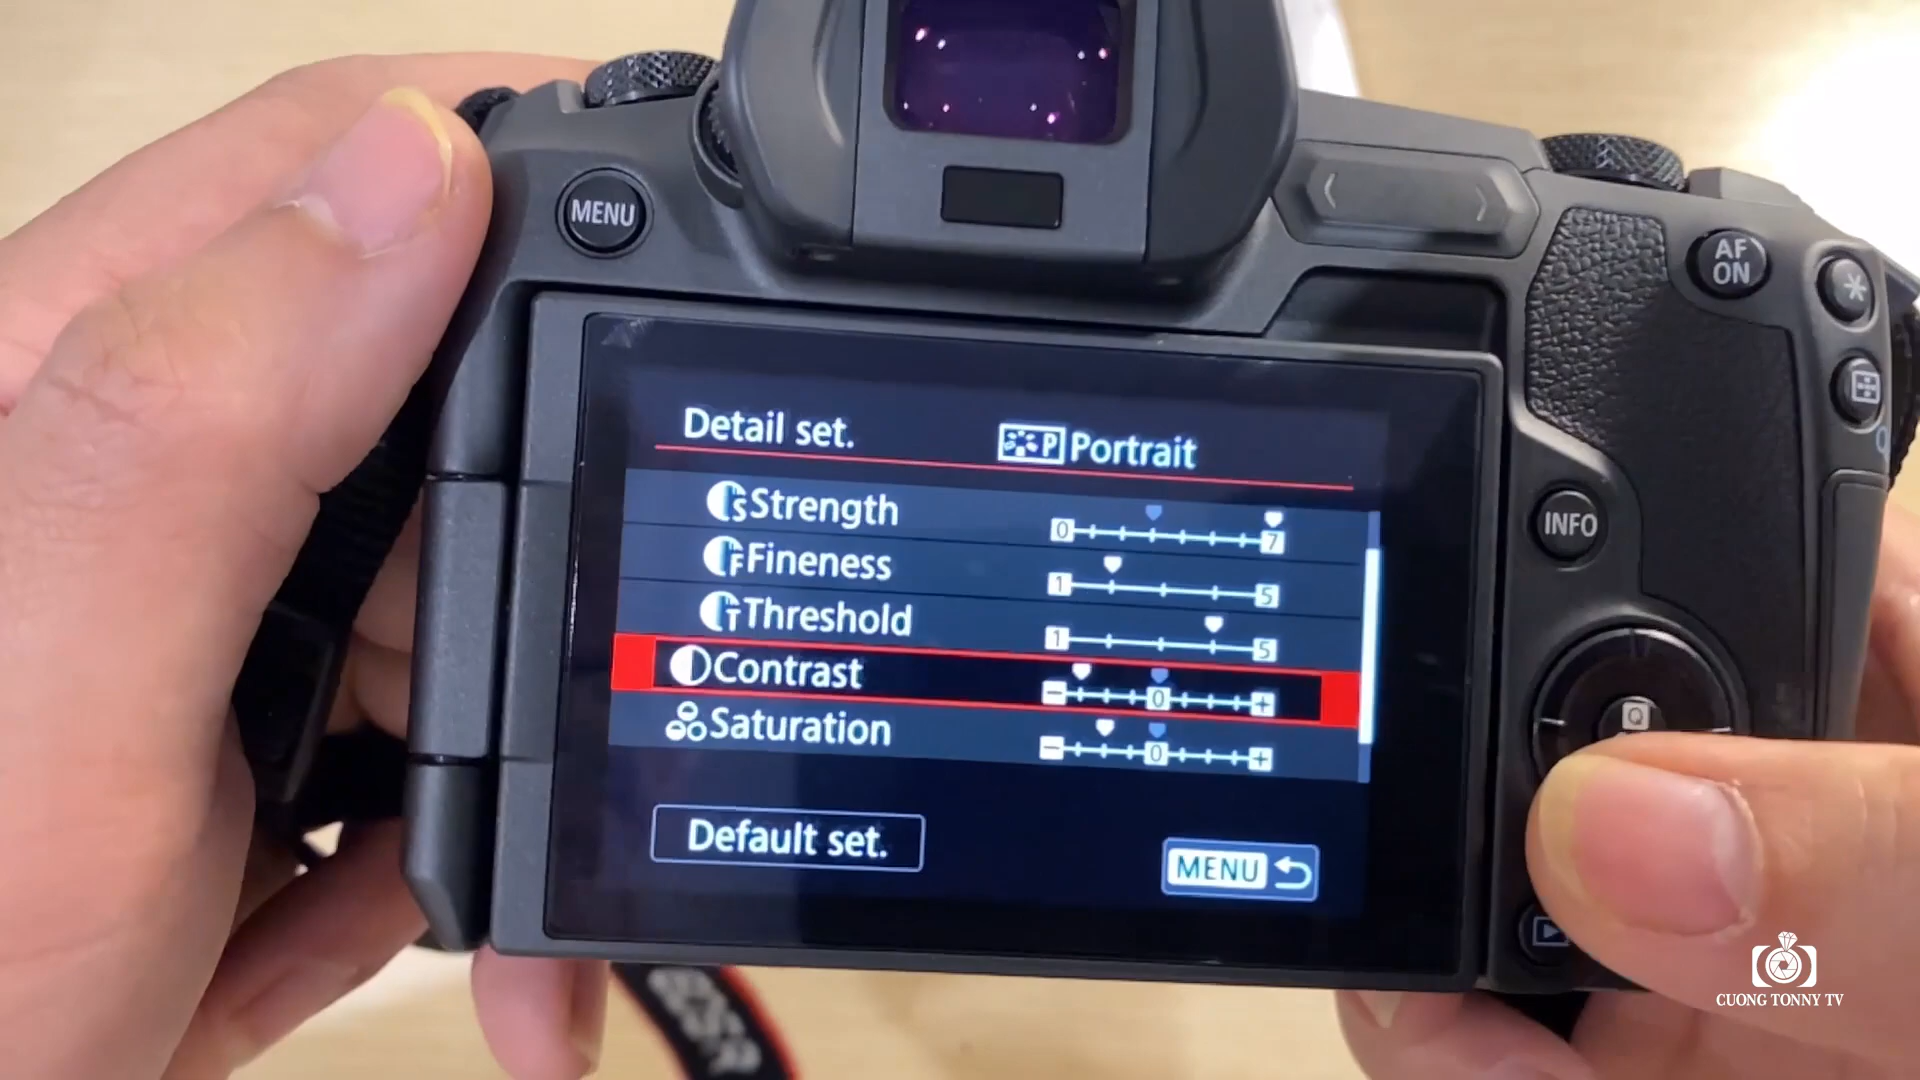 MENU
AF
ON
Detail set.
P Portrait
S Strength
0 7
F Fineness
1 5
T Threshold
1 5
Contrast
− 0 +
Saturation
− 0 +
Default set.
MENU
INFO
Q
Q
CUONG TONNY TV